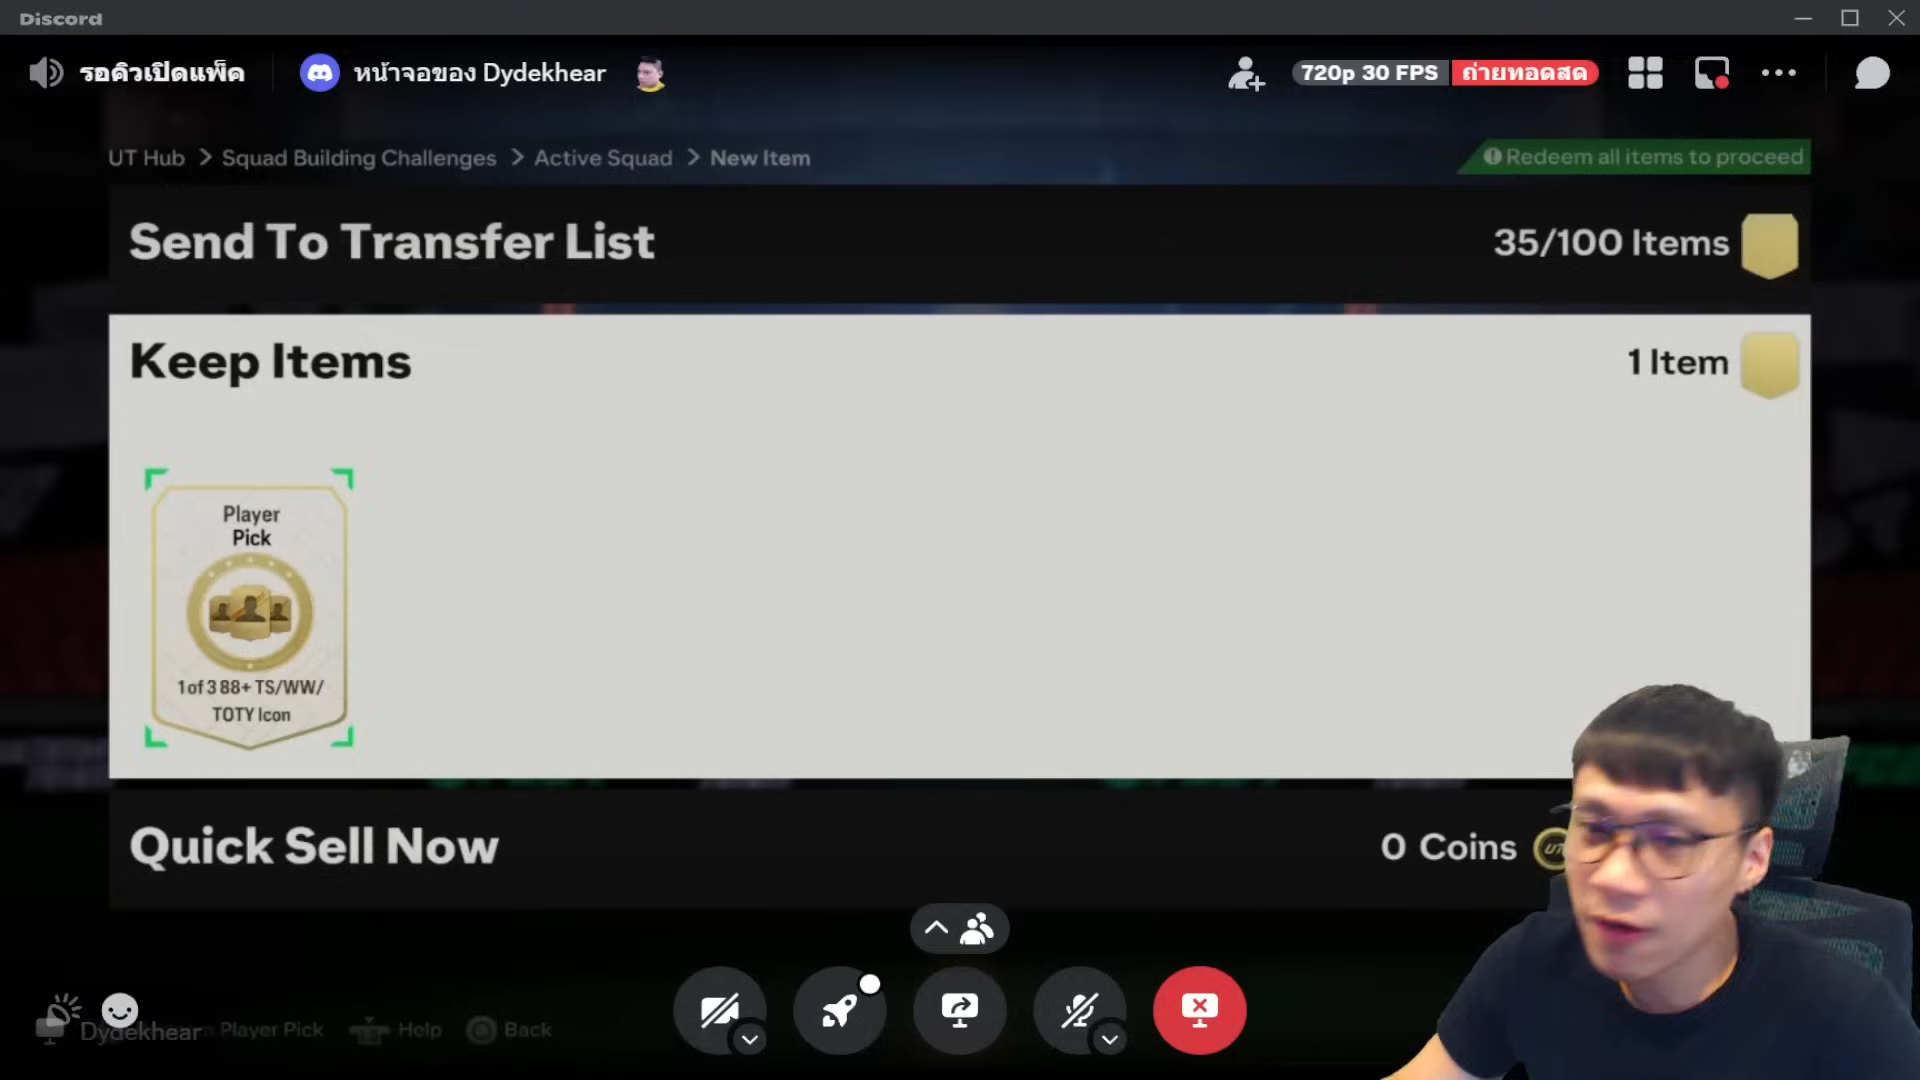 Discord
รอคิวเปิดแพ็ค
หน้าจอของ Dydekhear
720p 30 FPS
ถ่ายทอดสด
UT Hub > Squad Building Challenges > Active Squad > New Item
Redeem all items to proceed
Send To Transfer List
35/100 Items
Keep Items
1 Item
Player
Pick
1 of 3 88+ TS/WW/
TOTY Icon
Quick Sell Now
0 Coins
Dydekhear
Player Pick
Help
Back